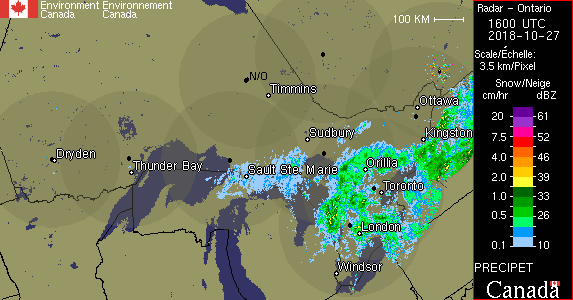 Environment Environnement
Canada Canada
Radar - Ontario
1600 UTC
2018-10-27
100 KM
Scale/Échelle:
3.5 km/Pixel
Snow/Neige
cm/hr dBZ
N/O
Timmins
Ottawa
Sudbury
Kingston
Dryden
Thunder Bay
Sault Ste. Marie
Orillia
Toronto
London
Windsor
20 61
7.5 52
4.0 46
2.0 39
1.0 33
0.5 26
0.1 10
PRECIPET
Canada